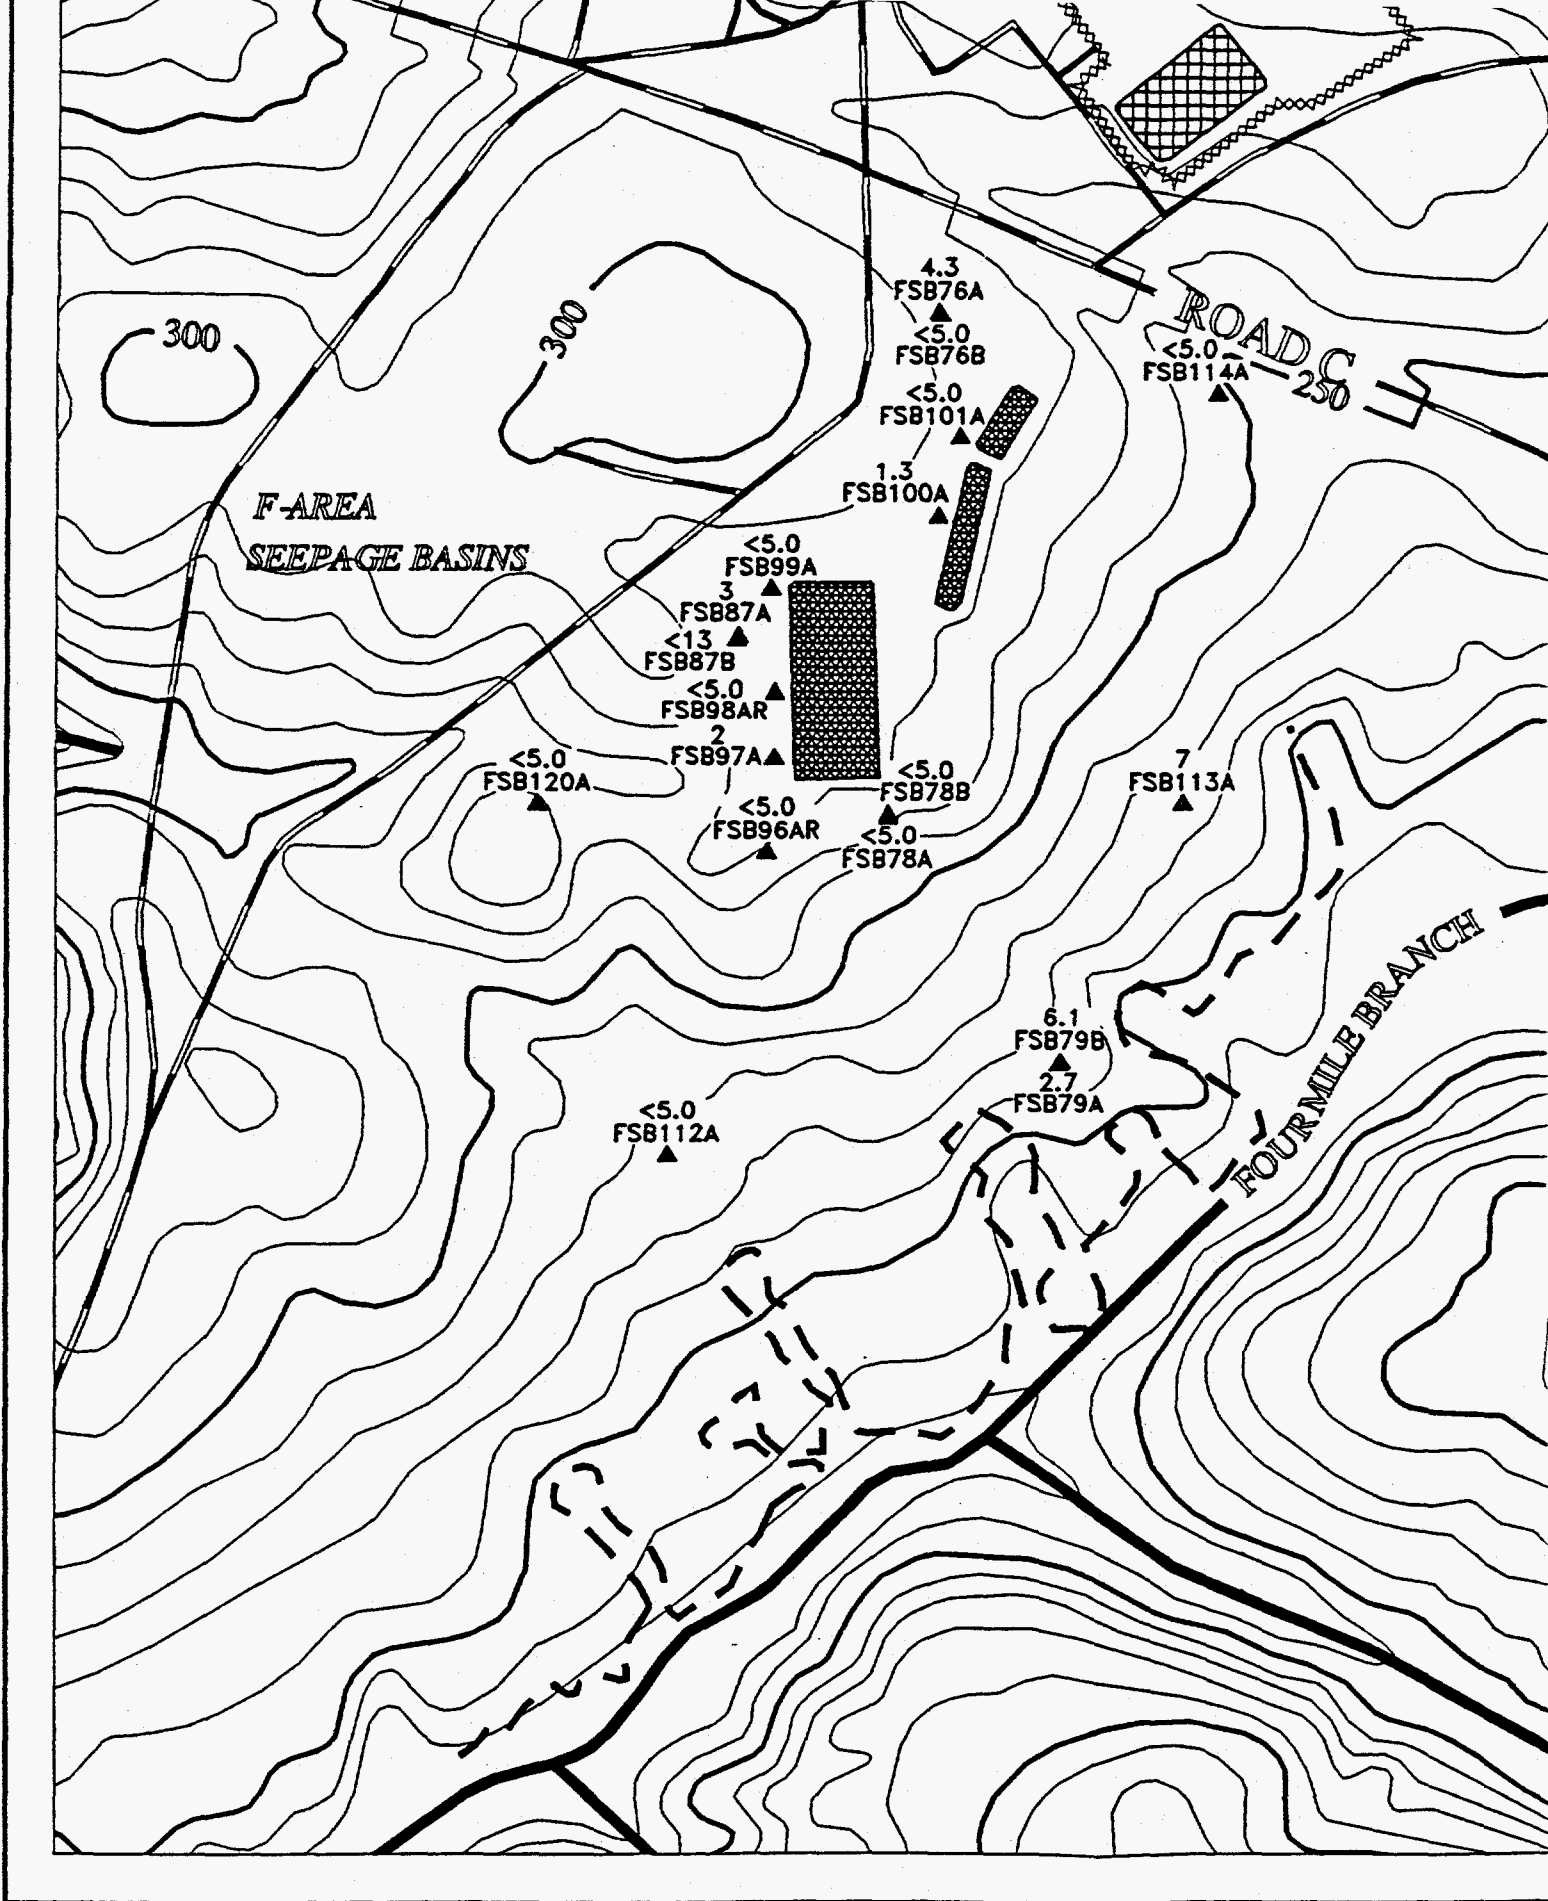 4.3
FSB76A
<5.0
FSB76B
ROAD C
300
300
<5.0
FSB114A
250
<5.0
FSB101A
1.3
FSB100A
F-AREA
SEEPAGE BASINS
<5.0
FSB99A
3
FSB87A
<13
FSB87B
<5.0
FSB98AR
2
FSB97A
<5.0
FSB120A
<5.0
FSB78B
7
FSB113A
<5.0
FSB96AR
<5.0
FSB78A
FOURMILE BRANCH
6.1
FSB79B
2.7
FSB79A
<5.0
FSB112A